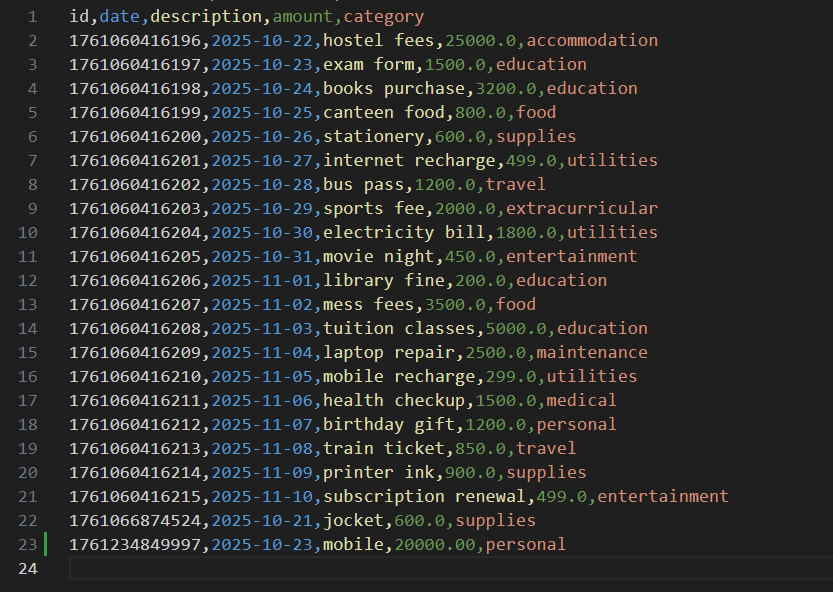 1 id,date,description,amount,category
2 1761060416196,2025-10-22,hostel fees,25000.0,accommodation
3 1761060416197,2025-10-23,exam form,1500.0,education
4 1761060416198,2025-10-24,books purchase,3200.0,education
5 1761060416199,2025-10-25,canteen food,800.0,food
6 1761060416200,2025-10-26,stationery,600.0,supplies
7 1761060416201,2025-10-27,internet recharge,499.0,utilities
8 1761060416202,2025-10-28,bus pass,1200.0,travel
9 1761060416203,2025-10-29,sports fee,2000.0,extracurricular
10 1761060416204,2025-10-30,electricity bill,1800.0,utilities
11 1761060416205,2025-10-31,movie night,450.0,entertainment
12 1761060416206,2025-11-01,library fine,200.0,education
13 1761060416207,2025-11-02,mess fees,3500.0,food
14 1761060416208,2025-11-03,tuition classes,5000.0,education
15 1761060416209,2025-11-04,laptop repair,2500.0,maintenance
16 1761060416210,2025-11-05,mobile recharge,299.0,utilities
17 1761060416211,2025-11-06,health checkup,1500.0,medical
18 1761060416212,2025-11-07,birthday gift,1200.0,personal
19 1761060416213,2025-11-08,train ticket,850.0,travel
20 1761060416214,2025-11-09,printer ink,900.0,supplies
21 1761060416215,2025-11-10,subscription renewal,499.0,entertainment
22 1761066874524,2025-10-21,jocket,600.0,supplies
23 1761234849997,2025-10-23,mobile,20000.00,personal
24